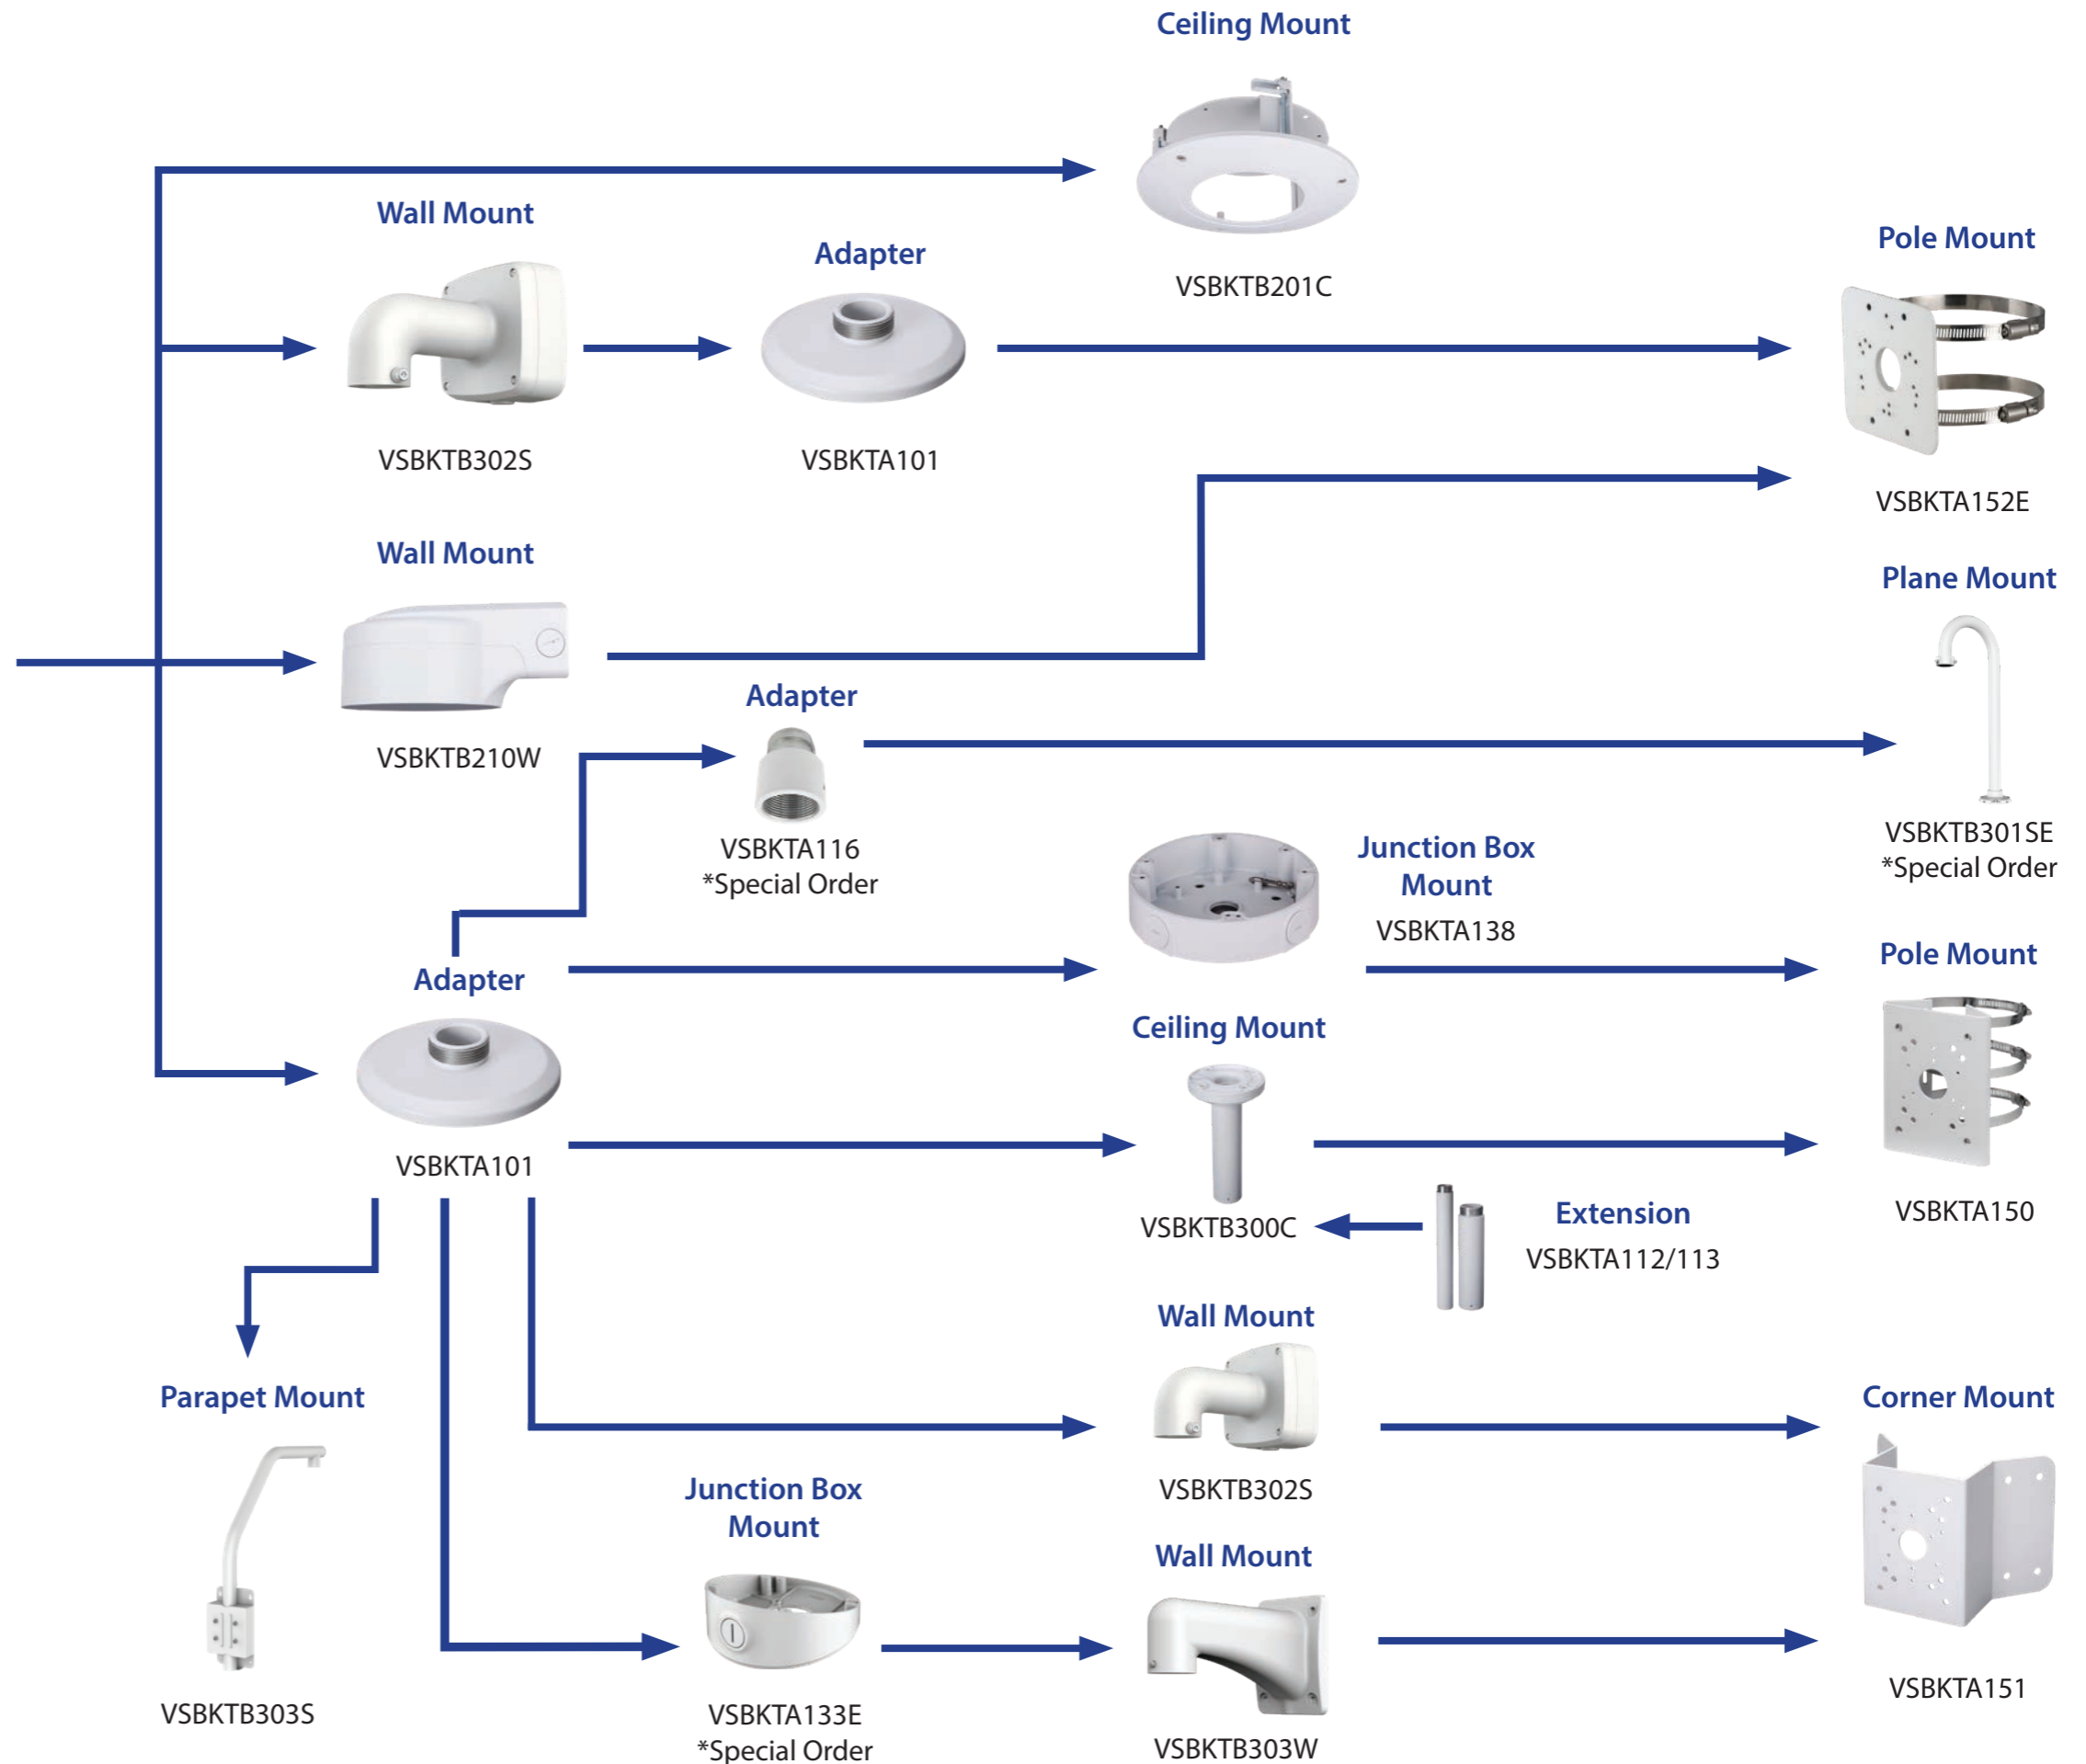 Ceiling Mount
VSBKTB201C
Wall Mount
VSBKTB302S
Adapter
VSBKTA101
Pole Mount
VSBKTA152E
Wall Mount
VSBKTB210W
Plane Mount
VSBKTB301SE
*Special Order
Adapter
VSBKTA116
*Special Order
Junction Box
Mount
VSBKTA138
Pole Mount
VSBKTA150
Adapter
VSBKTA101
Ceiling Mount
VSBKTB300C
Extension
VSBKTA112/113
Wall Mount
VSBKTB302S
Parapet Mount
VSBKTB303S
Corner Mount
VSBKTA151
Junction Box
Mount
VSBKTA133E
*Special Order
Wall Mount
VSBKTB303W